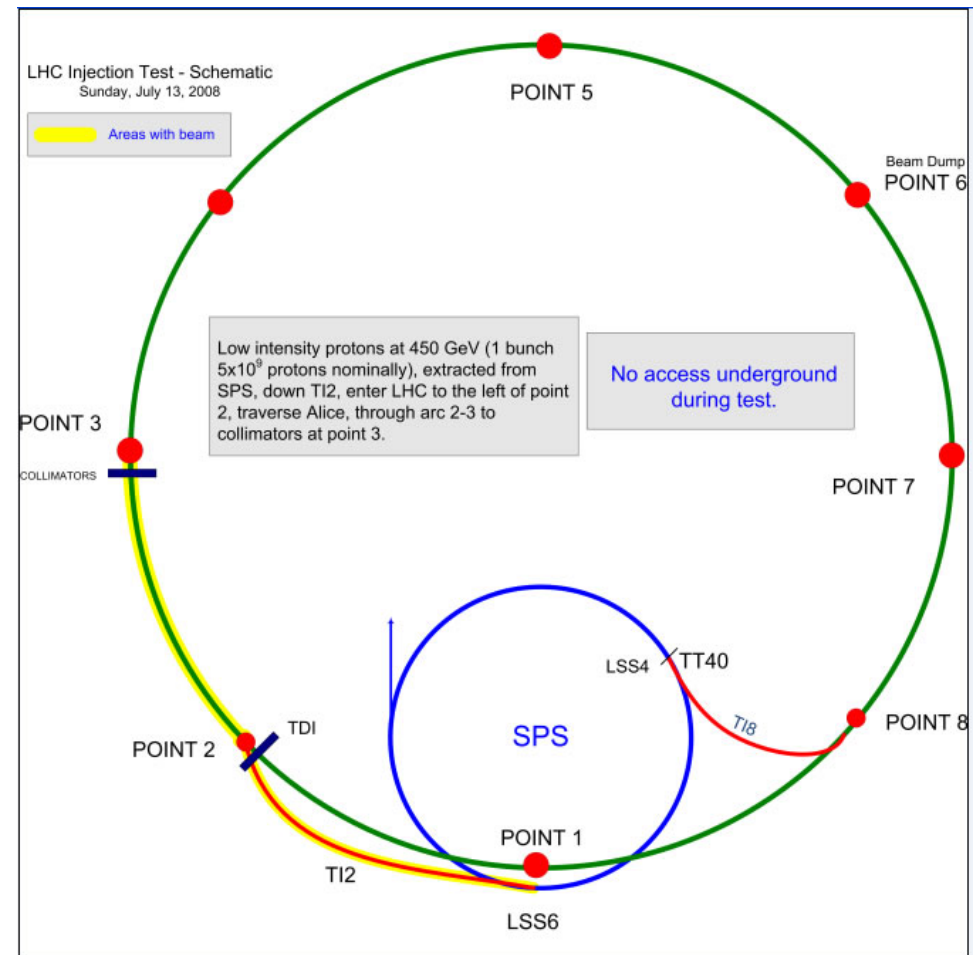 LHC Injection Test - Schematic
Sunday, July 13, 2008
Areas with beam
POINT 5
Beam Dump
POINT 6
Low intensity protons at 450 GeV (1 bunch
5x10⁹ protons nominally), extracted from
SPS, down TI2, enter LHC to the left of point
2, traverse Alice, through arc 2-3 to
collimators at point 3.
No access underground
during test.
POINT 3
COLLIMATORS
POINT 7
LSS4
TT40
TI8
POINT 8
TDI
POINT 2
SPS
POINT 1
TI2
LSS6